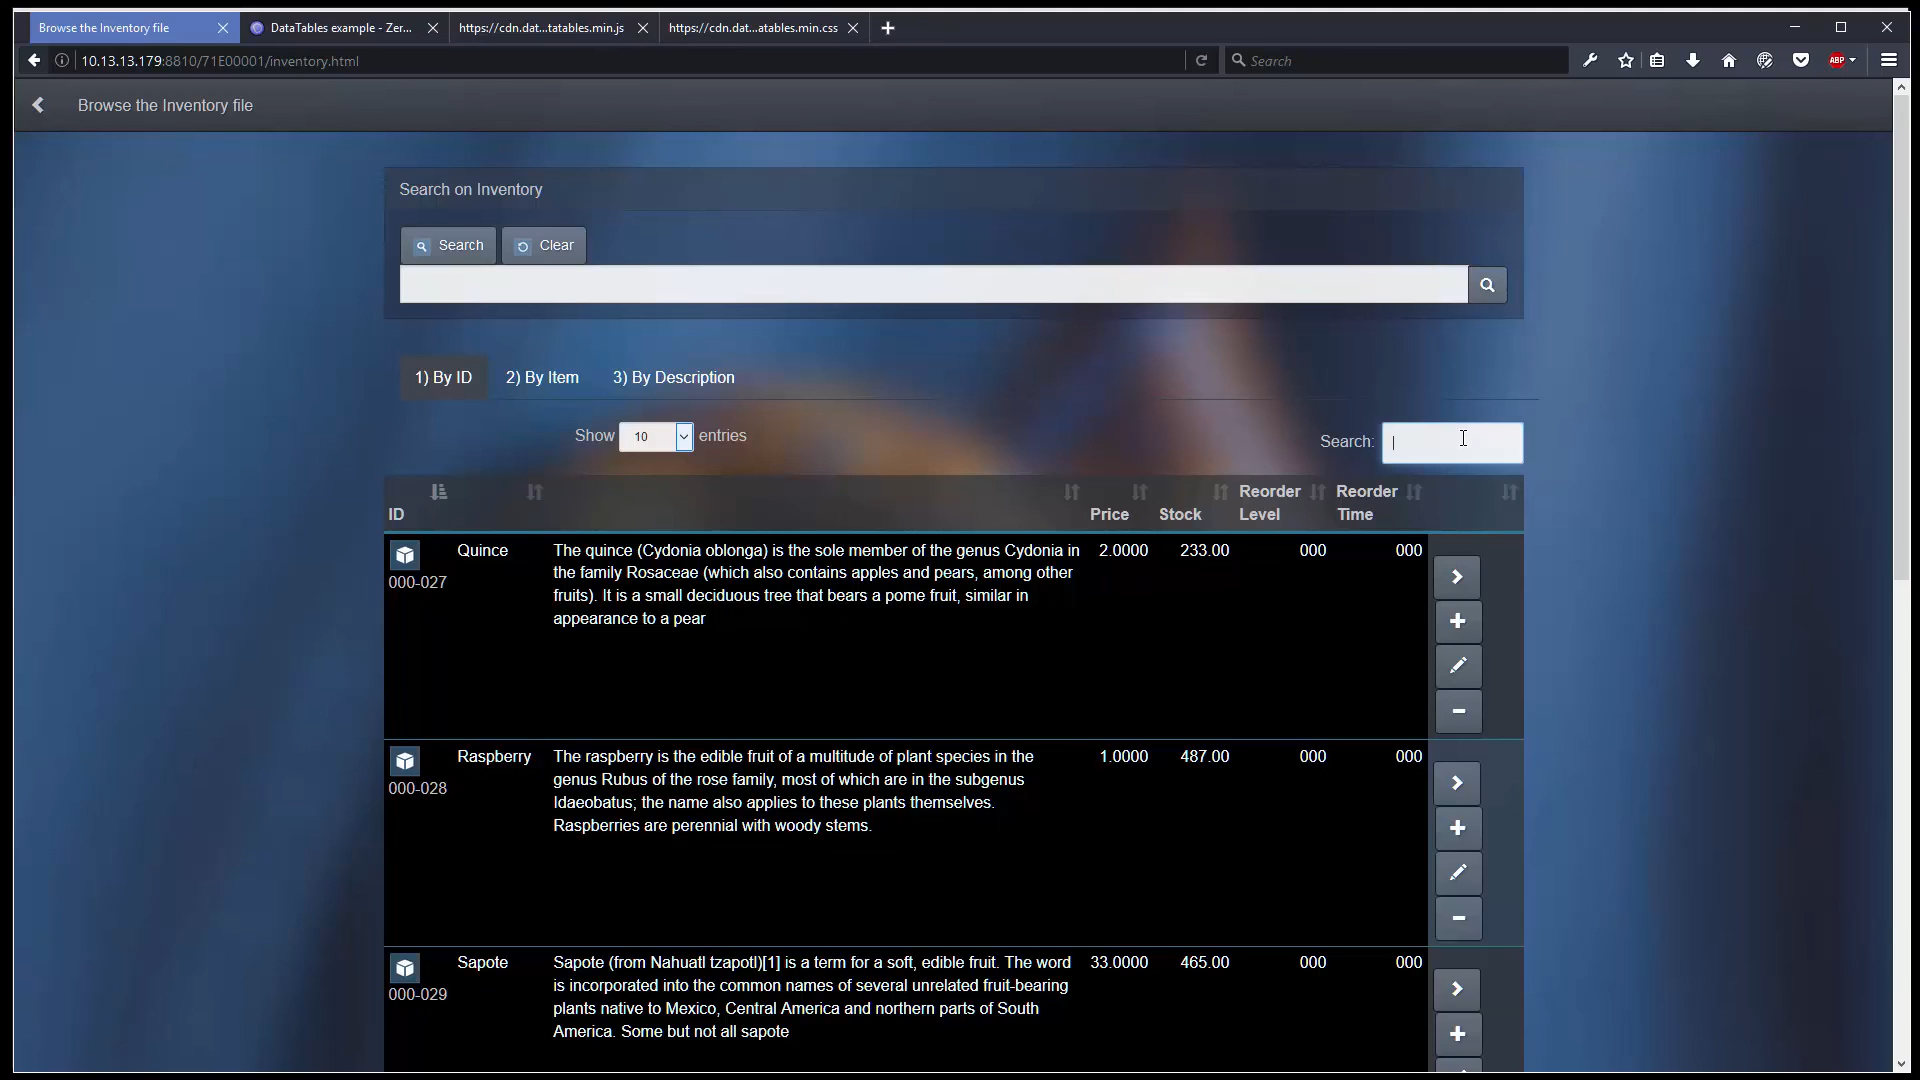 Browse the Inventory file
DataTables example - Zer...
https://cdn.dat...tatables.min.js
https://cdn.dat...atables.min.css
10.13.13.179:8810/71E00001/inventory.html
Search
ABP
Browse the Inventory file
Search on Inventory
Search
Clear
1) By ID
2) By Item
3) By Description
Show 10 entries
Search:
ID
Price
Stock
Reorder
Level
Reorder
Time
000-027
Quince
The quince (Cydonia oblonga) is the sole member of the genus Cydonia in
the family Rosaceae (which also contains apples and pears, among other
fruits). It is a small deciduous tree that bears a pome fruit, similar in
appearance to a pear
2.0000
233.00
000
000
000-028
Raspberry
The raspberry is the edible fruit of a multitude of plant species in the
genus Rubus of the rose family, most of which are in the subgenus
Idaeobatus; the name also applies to these plants themselves.
Raspberries are perennial with woody stems.
1.0000
487.00
000
000
000-029
Sapote
Sapote (from Nahuatl tzapotl)[1] is a term for a soft, edible fruit. The word
is incorporated into the common names of several unrelated fruit-bearing
plants native to Mexico, Central America and northern parts of South
America. Some but not all sapote
33.0000
465.00
000
000